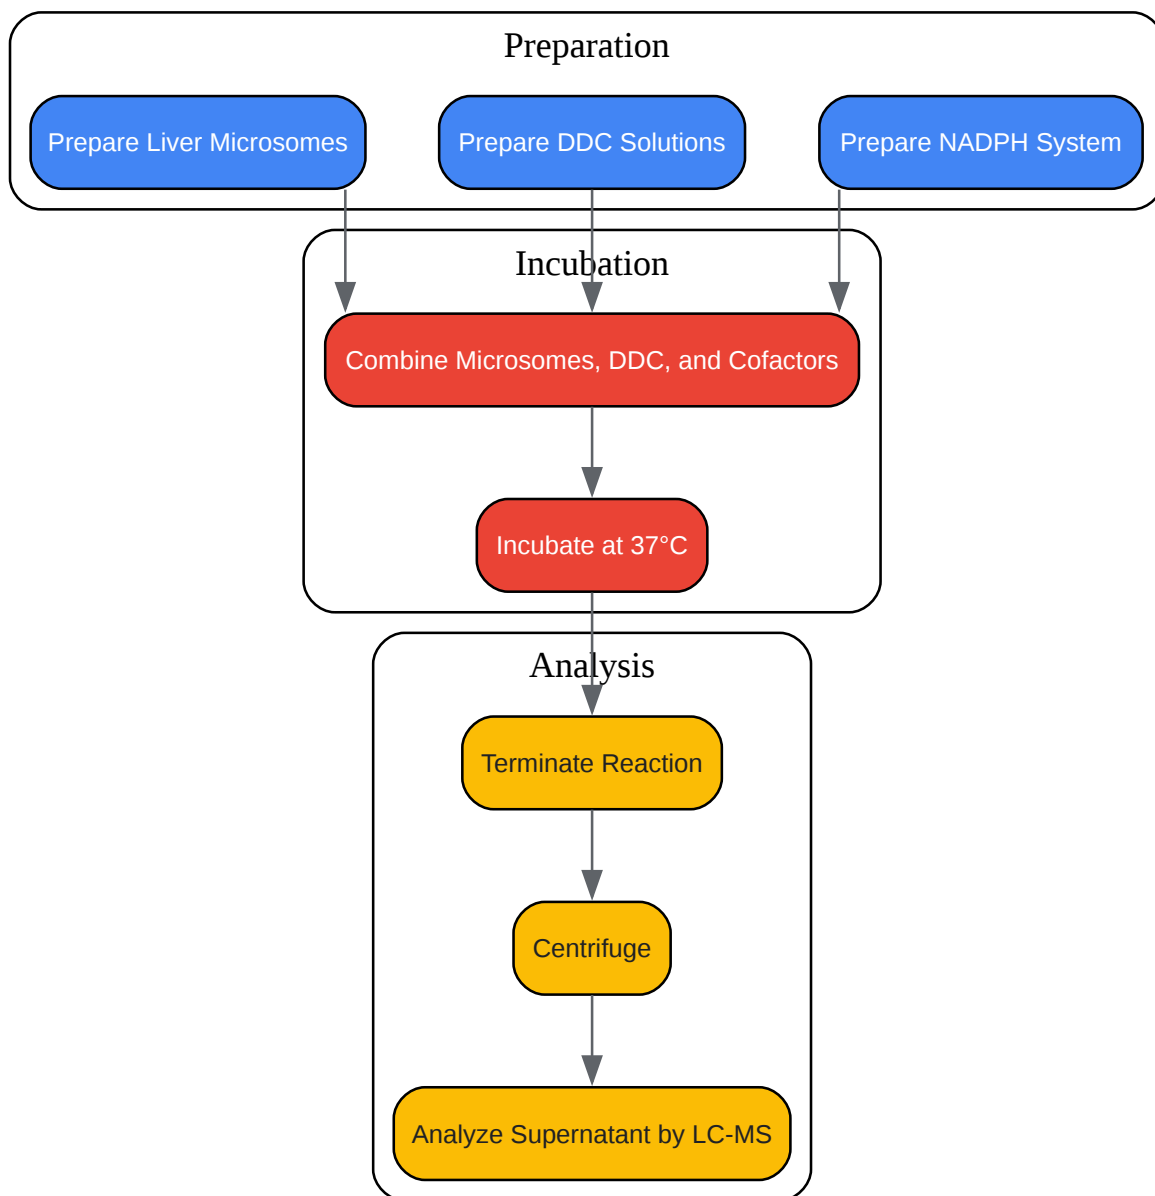 Preparation
Prepare Liver Microsomes
Prepare DDC Solutions
Prepare NADPH System
Incubation
Combine Microsomes, DDC, and Cofactors
Incubate at 37°C
Analysis
Terminate Reaction
Centrifuge
Analyze Supernatant by LC-MS